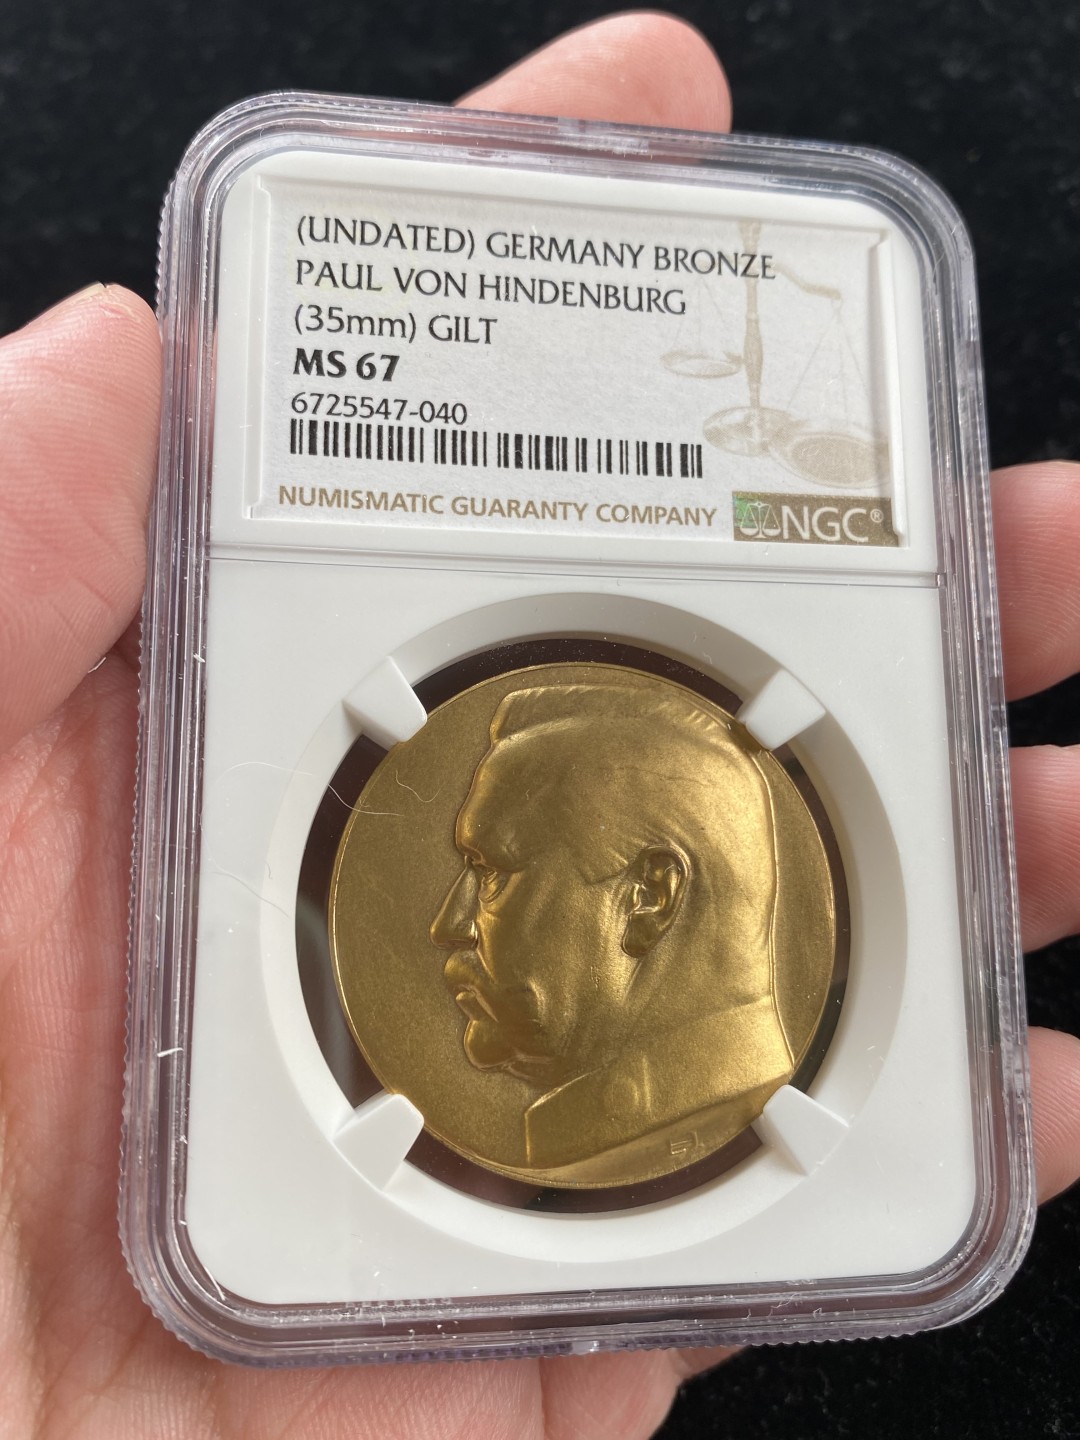 (UNDATED) GERMANY BRONZE
PAUL VON HINDENBURG
(35mm) GILT
MS 67
6725547-040
NUMISMATIC GUARANTY COMPANY
NGC®